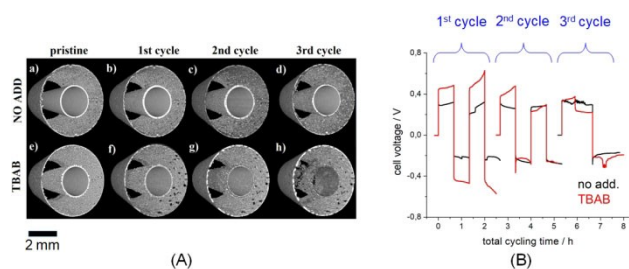 pristine 1st cycle 2nd cycle 3rd cycle
NO ADD
a) b) c) d)
TBAB
e) f) g) h)
2 mm
(A)
B)
1st cycle 2nd cycle 3rd cycle
cell voltage / V
0,8
0,4
0,0
-0,4
-0,8
no add.
TBAB
0 1 2 3 4 5 6 7 8
total cycling time / h
(B)